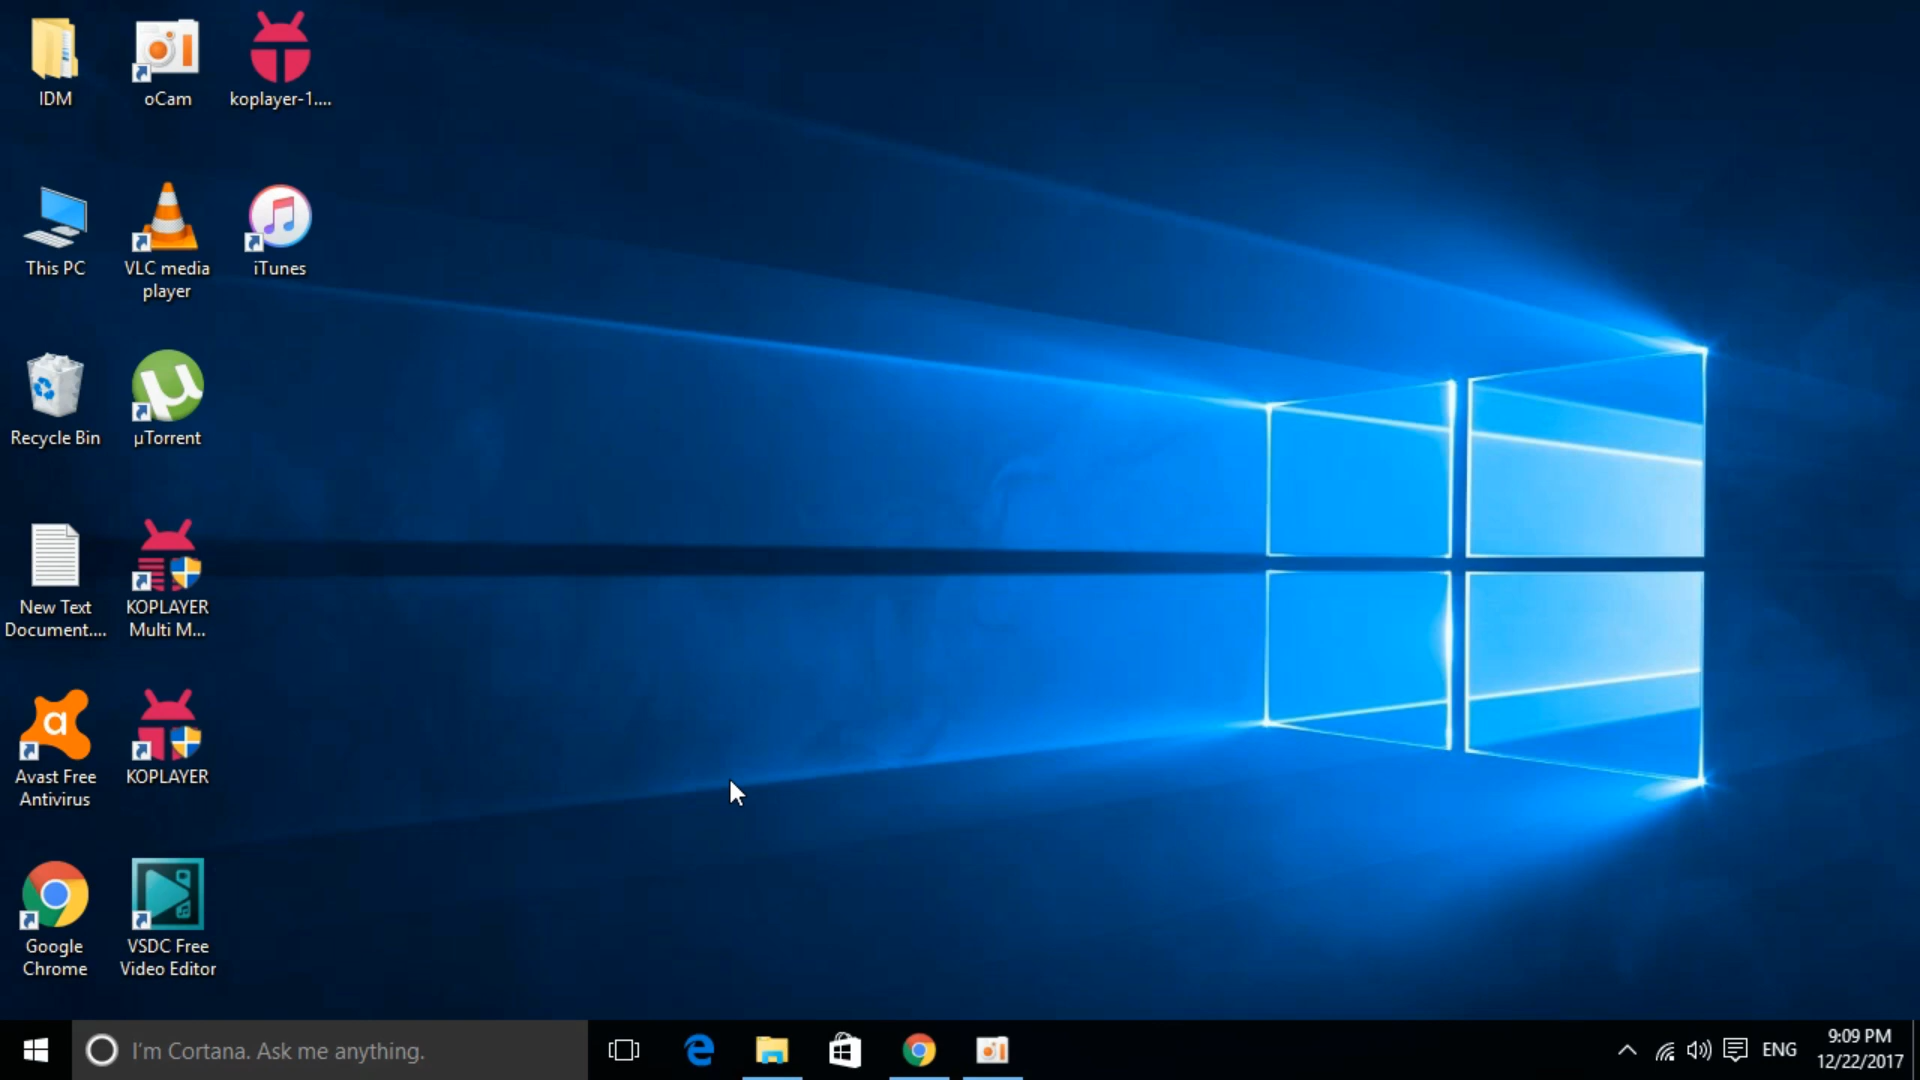 IDM
oCam
koplayer-1....
This PC
VLC media
player
iTunes
Recycle Bin
µTorrent
New Text
Document....
KOPLAYER
Multi M...
Avast Free
Antivirus
KOPLAYER
Google
Chrome
VSDC Free
Video Editor
I'm Cortana. Ask me anything.
ENG
9:09 PM
12/22/2017